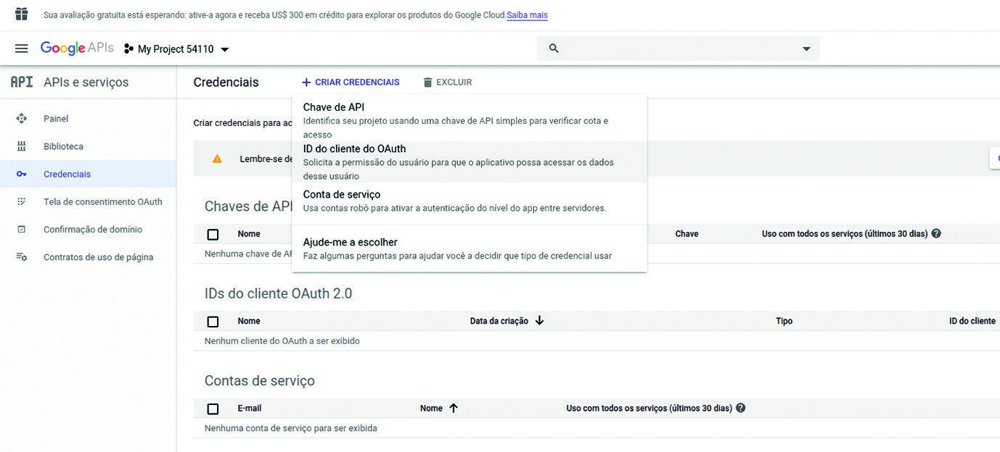 Sua avaliação gratuita está esperando: ative-a agora e receba US$ 300 em crédito para explorar os produtos do Google Cloud. Saiba mais
Google APIs My Project 54110
API APIs e serviços
Painel
Biblioteca
Credenciais
Tela de consentimento OAuth
Confirmação de domínio
Contratos de uso de página
Credenciais + CRIAR CREDENCIAIS EXCLUIR
Criar credenciais para ac
Lembre-se de
Chave de API
Identifica seu projeto usando uma chave de API simples para verificar cota e
acesso
ID do cliente do OAuth
Solicita a permissão do usuário para que o aplicativo possa acessar os dados
desse usuário
Conta de serviço
Usa contas robô para ativar a autenticação do nível do app entre servidores.
Ajude-me a escolher
Faz algumas perguntas para ajudar você a decidir que tipo de credencial usar
Chaves de API
Nome Chave Uso com todos os serviços (últimos 30 dias)
Nenhuma chave de AP
IDs do cliente OAuth 2.0
Nome Data da criação Tipo ID do cliente
Nenhum cliente do OAuth a ser exibido
Contas de serviço
E-mail Nome Uso com todos os serviços (últimos 30 dias)
Nenhuma conta de serviço para ser exibida